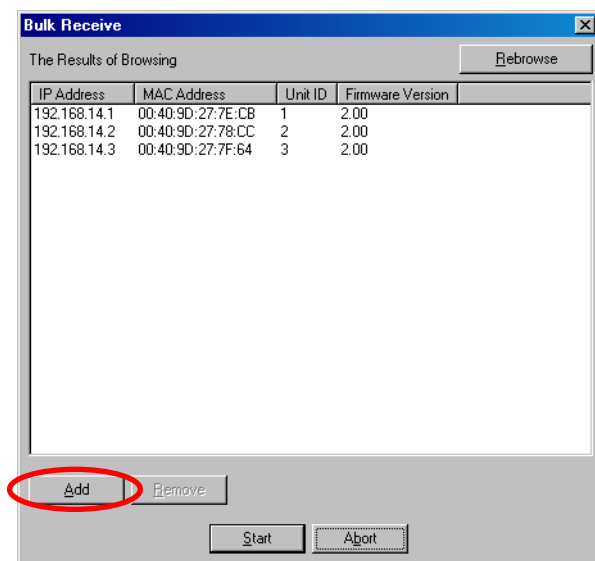 Bulk Receive
The Results of Browsing Rebrowse
IP Address MAC Address Unit ID Firmware Version
192.168.14.1 00:40:9D:27:7E:CB 1 2.00
192.168.14.2 00:40:9D:27:78:CC 2 2.00
192.168.14.3 00:40:9D:27:7F:64 3 2.00
Add Remove
Start Abort